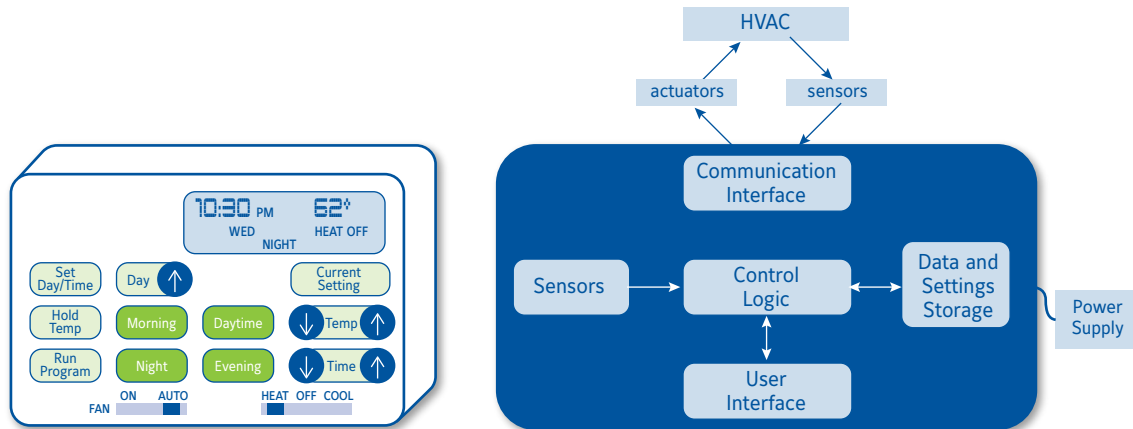 10:30 PM 62°
WED HEAT OFF
NIGHT
Set
Day/Time
Day
Current
Setting
Hold
Temp
Morning
Daytime
Temp
Run
Program
Night
Evening
Time
ON AUTO
FAN
HEAT OFF COOL
HVAC
actuators
sensors
Communication
Interface
Sensors
Control
Logic
Data and
Settings
Storage
User
Interface
Power
Supply